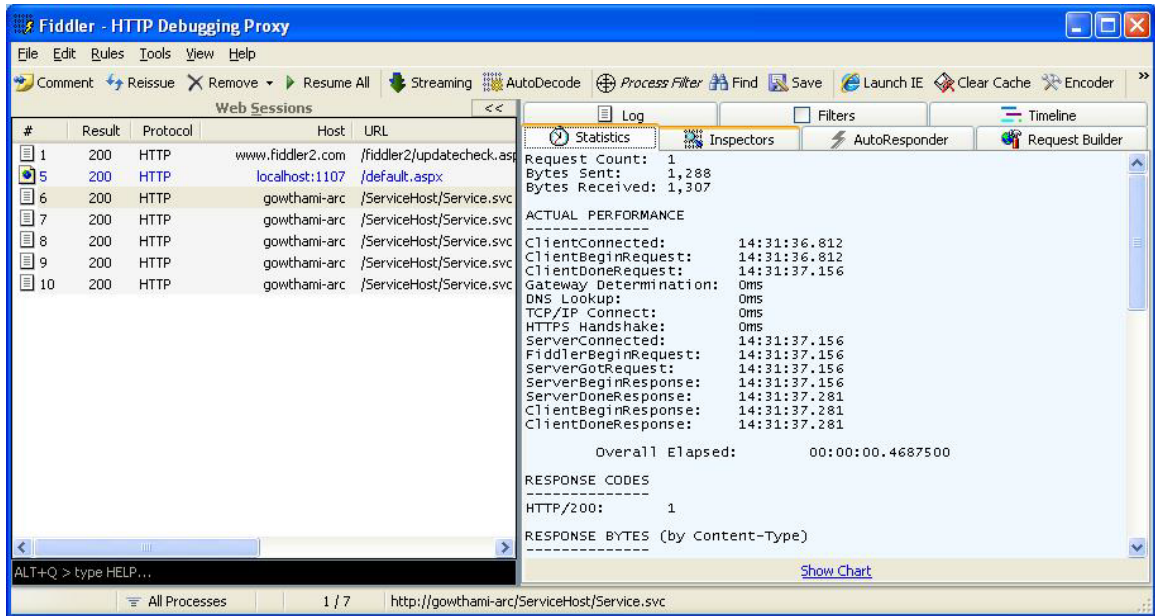 Fiddler - HTTP Debugging Proxy
File Edit Rules Tools View Help
Comment Reissue Remove Resume All Streaming AutoDecode Process Filter Find Save Launch IE Clear Cache Encoder »
Web Sessions <<
# Result Protocol Host URL
1 200 HTTP www.fiddler2.com /fiddler2/updatecheck.asp
5 200 HTTP localhost:1107 /default.aspx
6 200 HTTP gowthami-arc /ServiceHost/Service.svc
7 200 HTTP gowthami-arc /ServiceHost/Service.svc
8 200 HTTP gowthami-arc /ServiceHost/Service.svc
9 200 HTTP gowthami-arc /ServiceHost/Service.svc
10 200 HTTP gowthami-arc /ServiceHost/Service.svc
ALT+Q > type HELP...
Log Filters Timeline
Statistics Inspectors AutoResponder Request Builder
Request Count: 1
Bytes Sent: 1,288
Bytes Received: 1,307
ACTUAL PERFORMANCE
--------------
ClientConnected: 14:31:36.812
ClientBeginRequest: 14:31:36.812
ClientDoneRequest: 14:31:37.156
Gateway Determination: 0ms
DNS Lookup: 0ms
TCP/IP Connect: 0ms
HTTPS Handshake: 0ms
ServerConnected: 14:31:37.156
FiddlerBeginRequest: 14:31:37.156
ServerGotRequest: 14:31:37.156
ServerBeginResponse: 14:31:37.156
ServerDoneResponse: 14:31:37.281
ClientBeginResponse: 14:31:37.281
ClientDoneResponse: 14:31:37.281
Overall Elapsed: 00:00:00.4687500
RESPONSE CODES
--------------
HTTP/200: 1
RESPONSE BYTES (by Content-Type)
--------------
Show Chart
All Processes 1 / 7 http://gowthami-arc/ServiceHost/Service.svc